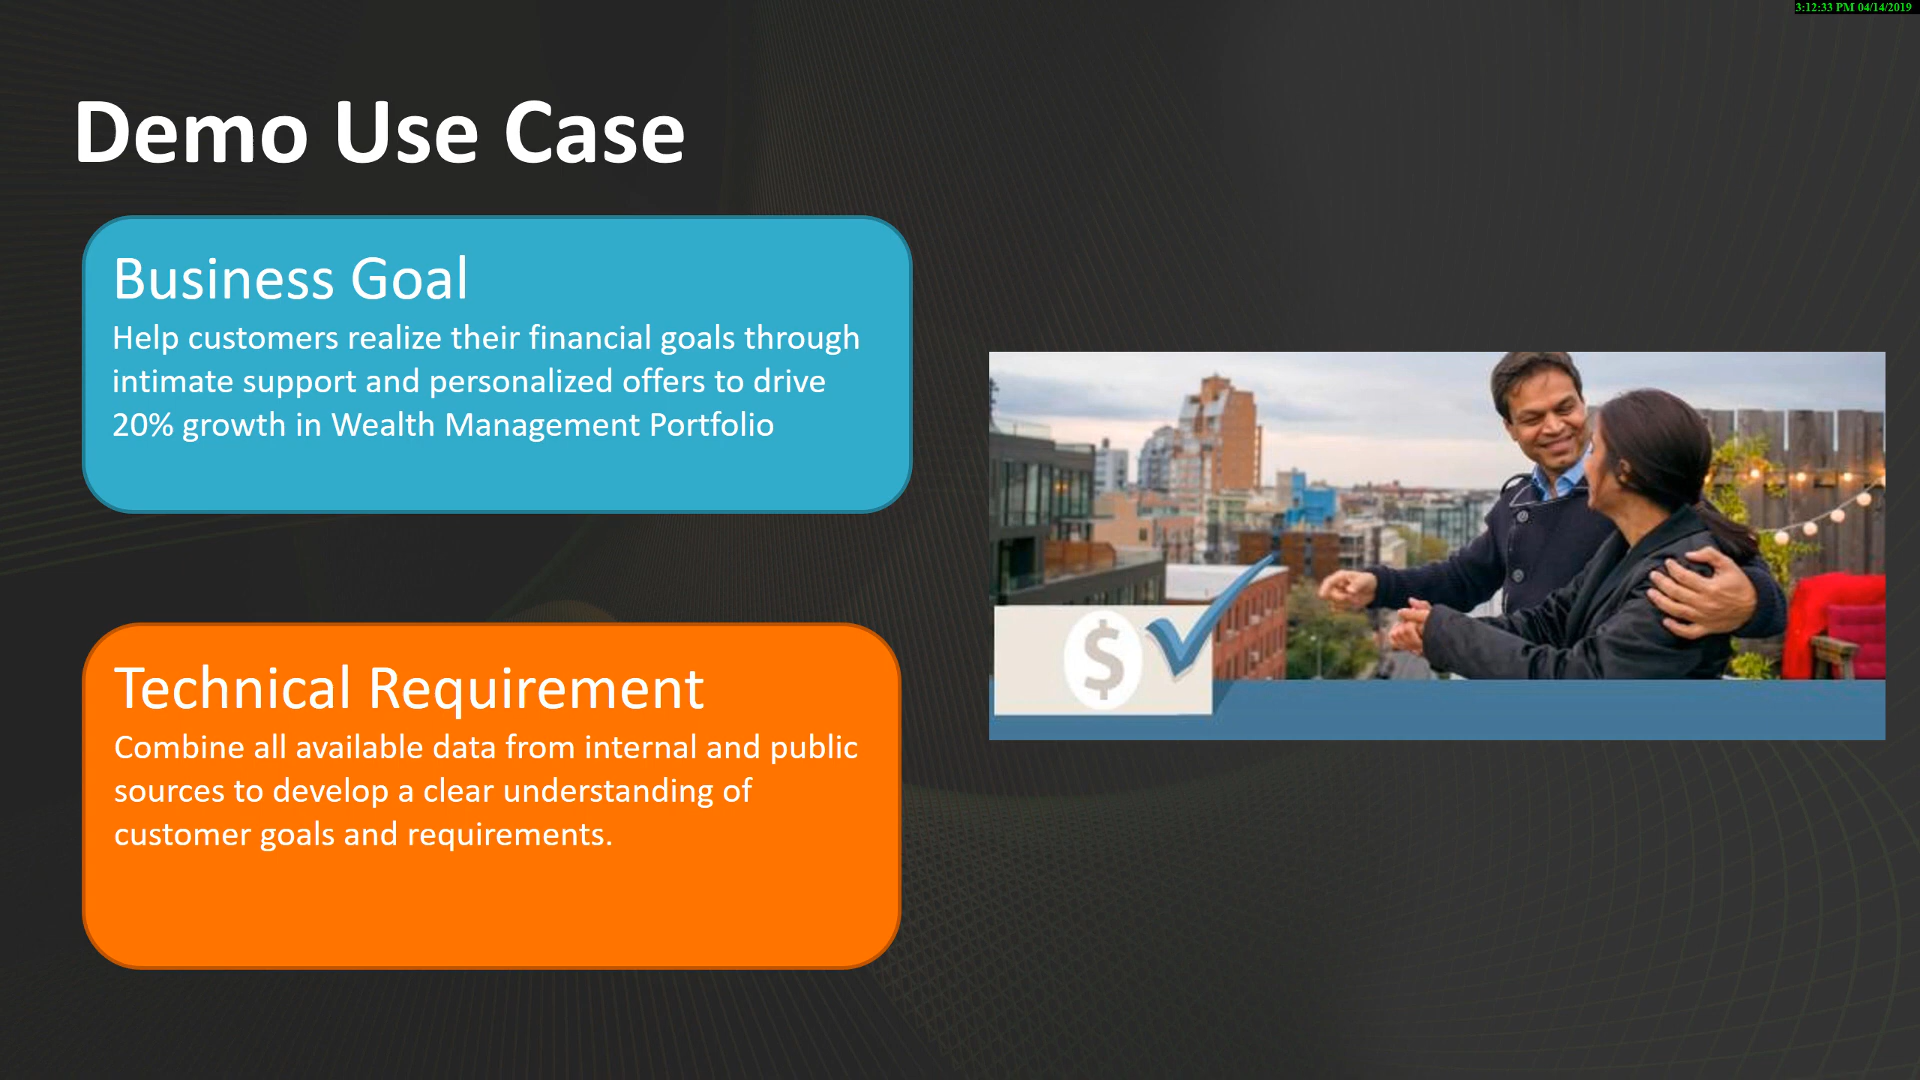 3:12:33 PM 04/14/2019
Demo Use Case
Business Goal
Help customers realize their financial goals through
intimate support and personalized offers to drive
20% growth in Wealth Management Portfolio
Technical Requirement
Combine all available data from internal and public
sources to develop a clear understanding of
customer goals and requirements.
$